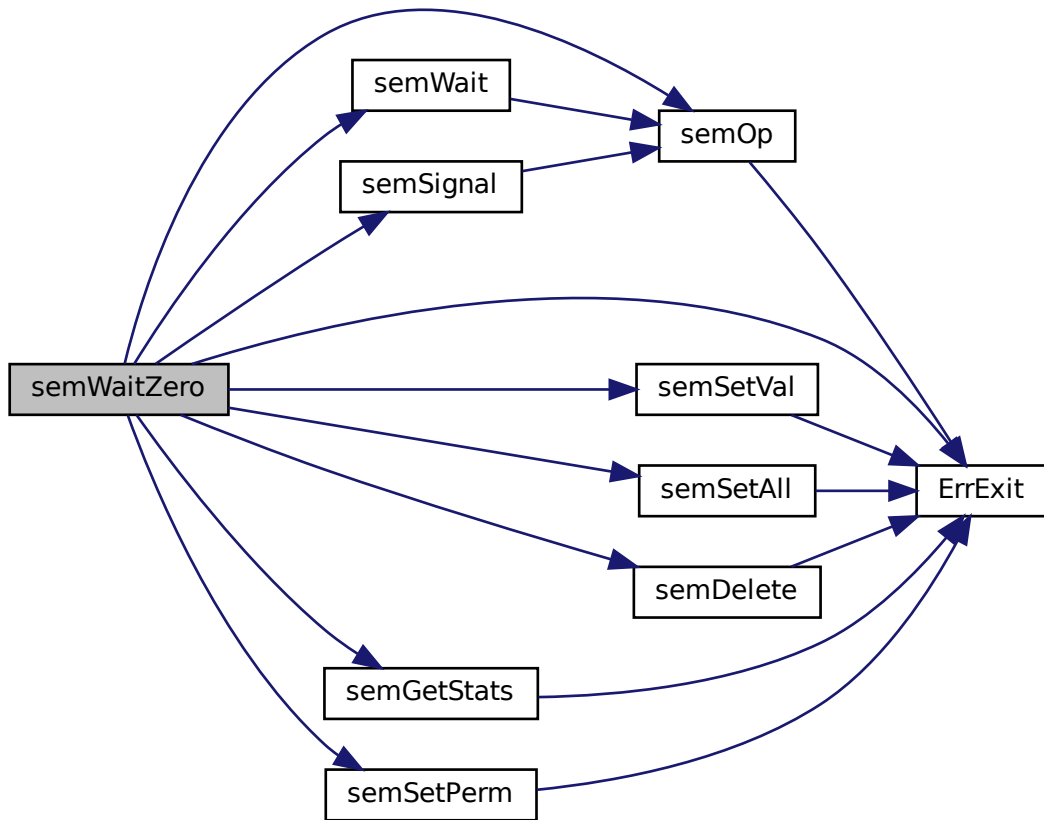 semWait
semOp
semSignal
semWaitZero
semSetVal
semSetAll
ErrExit
semDelete
semGetStats
semSetPerm